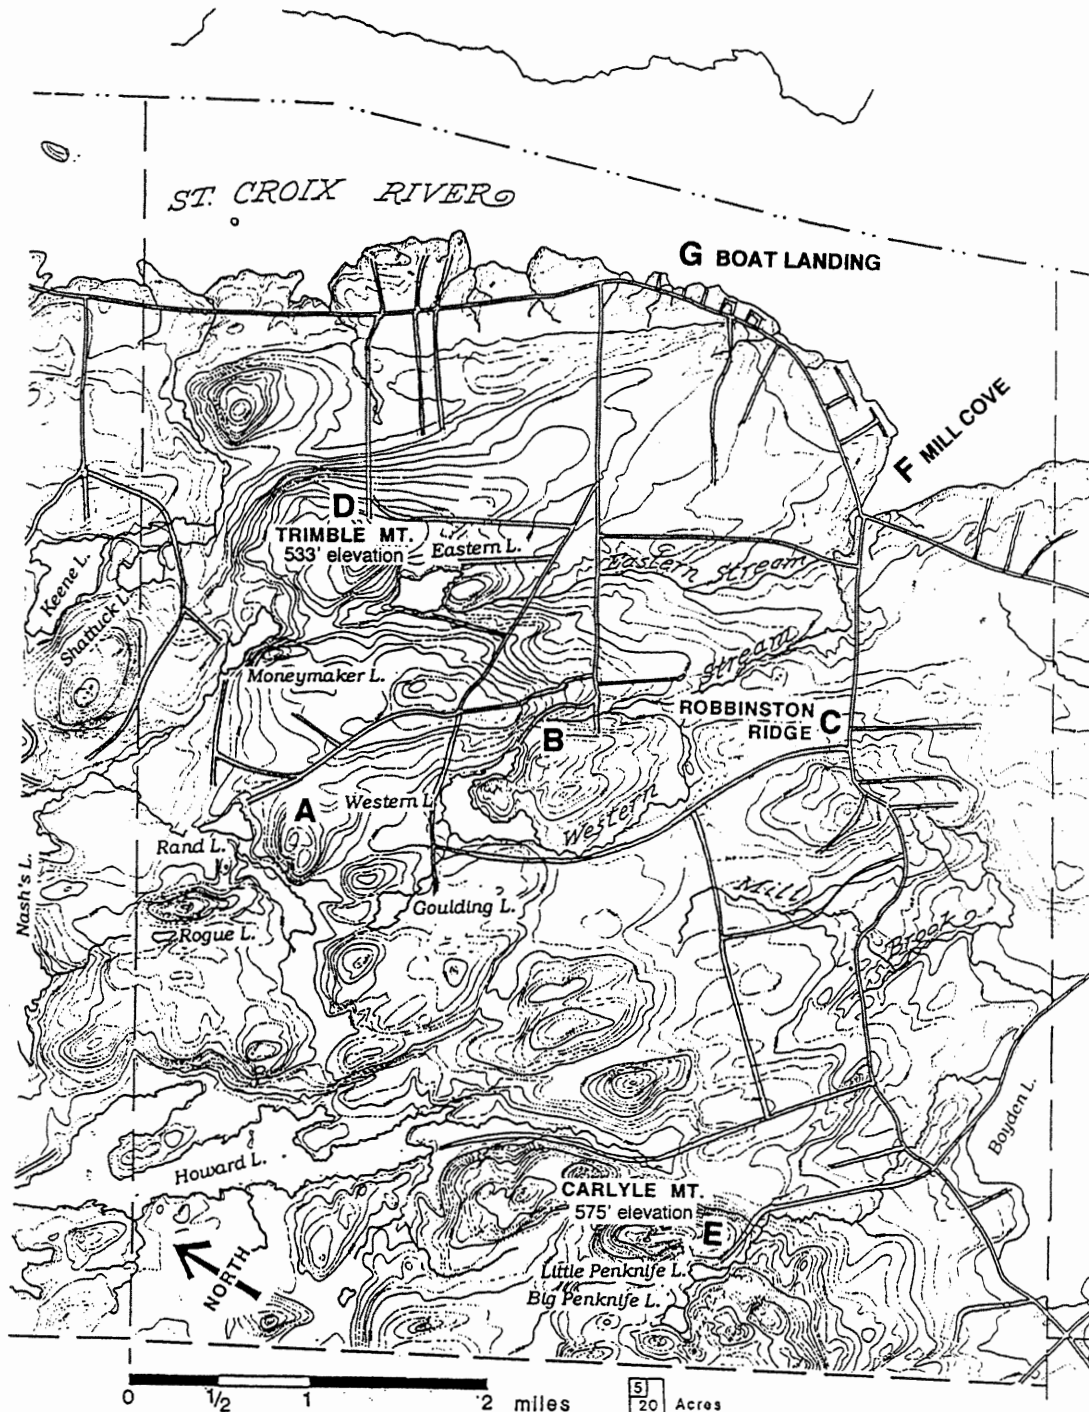 ST. CROIX RIVER
G BOAT LANDING
F MILL COVE
D
TRIMBLE MT.
533' elevation
Eastern L.
Eastern Stream
Keene L.
Shattuck L.
Moneymaker L.
Stream
ROBBINSTON
RIDGE C
B
A
Western L.
Western
Rand L.
Mill
Nash's L.
Goulding L.
Rogue L.
Brook
Boyden L.
Howard L.
CARLYLE MT.
575' elevation
E
NORTH
Little Penknife L.
Big Penknife L.
0 1/2 1 2 miles
5
20 Acres